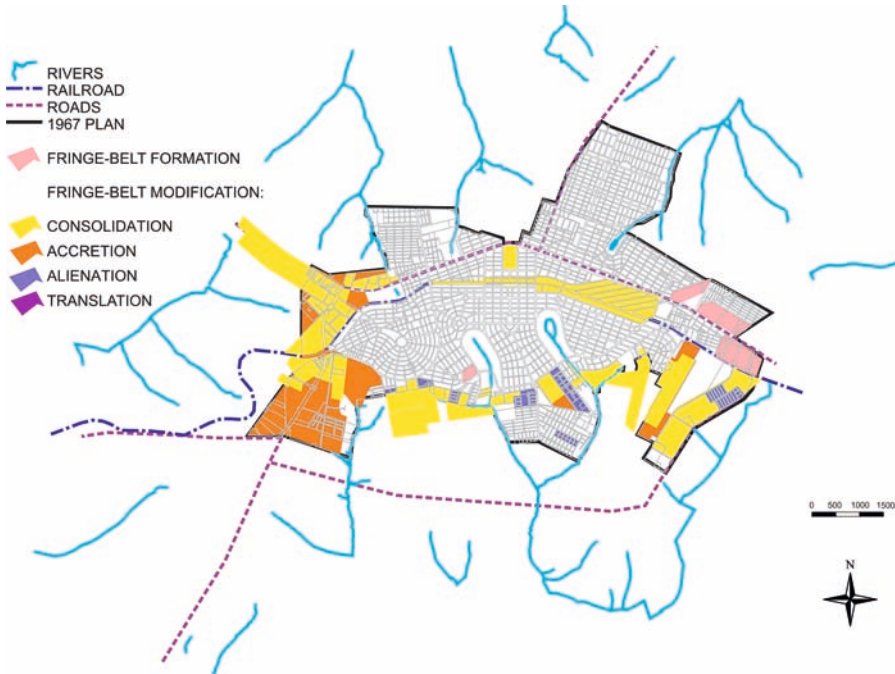 RIVERS
RAILROAD
ROADS
1967 PLAN
FRINGE-BELT FORMATION
FRINGE-BELT MODIFICATION:
CONSOLIDATION
ACCRETION
ALIENATION
TRANSLATION
0 500 1000 1500
N